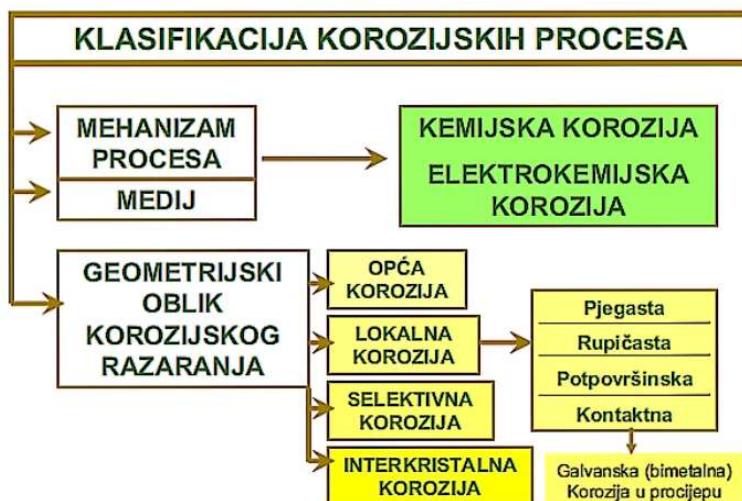 KLASIFIKACIJA KOROZIJSKIH PROCESA
MEHANIZAM
PROCESA
MEDIJ
KEMIJSKA KOROZIJA
ELEKTROKEMIJSKA
KOROZIJA
GEOMETRIJSKI
OBLIK
KOROZIJSKOG
RAZARANJA
OPĆA
KOROZIJA
LOKALNA
KOROZIJA
SELEKTIVNA
KOROZIJA
INTERKRISTALNA
KOROZIJA
Pjegasta
Rupičasta
Potpovršinska
Kontaktna
Galvanska (bimetalna)
Korozija u procijepu